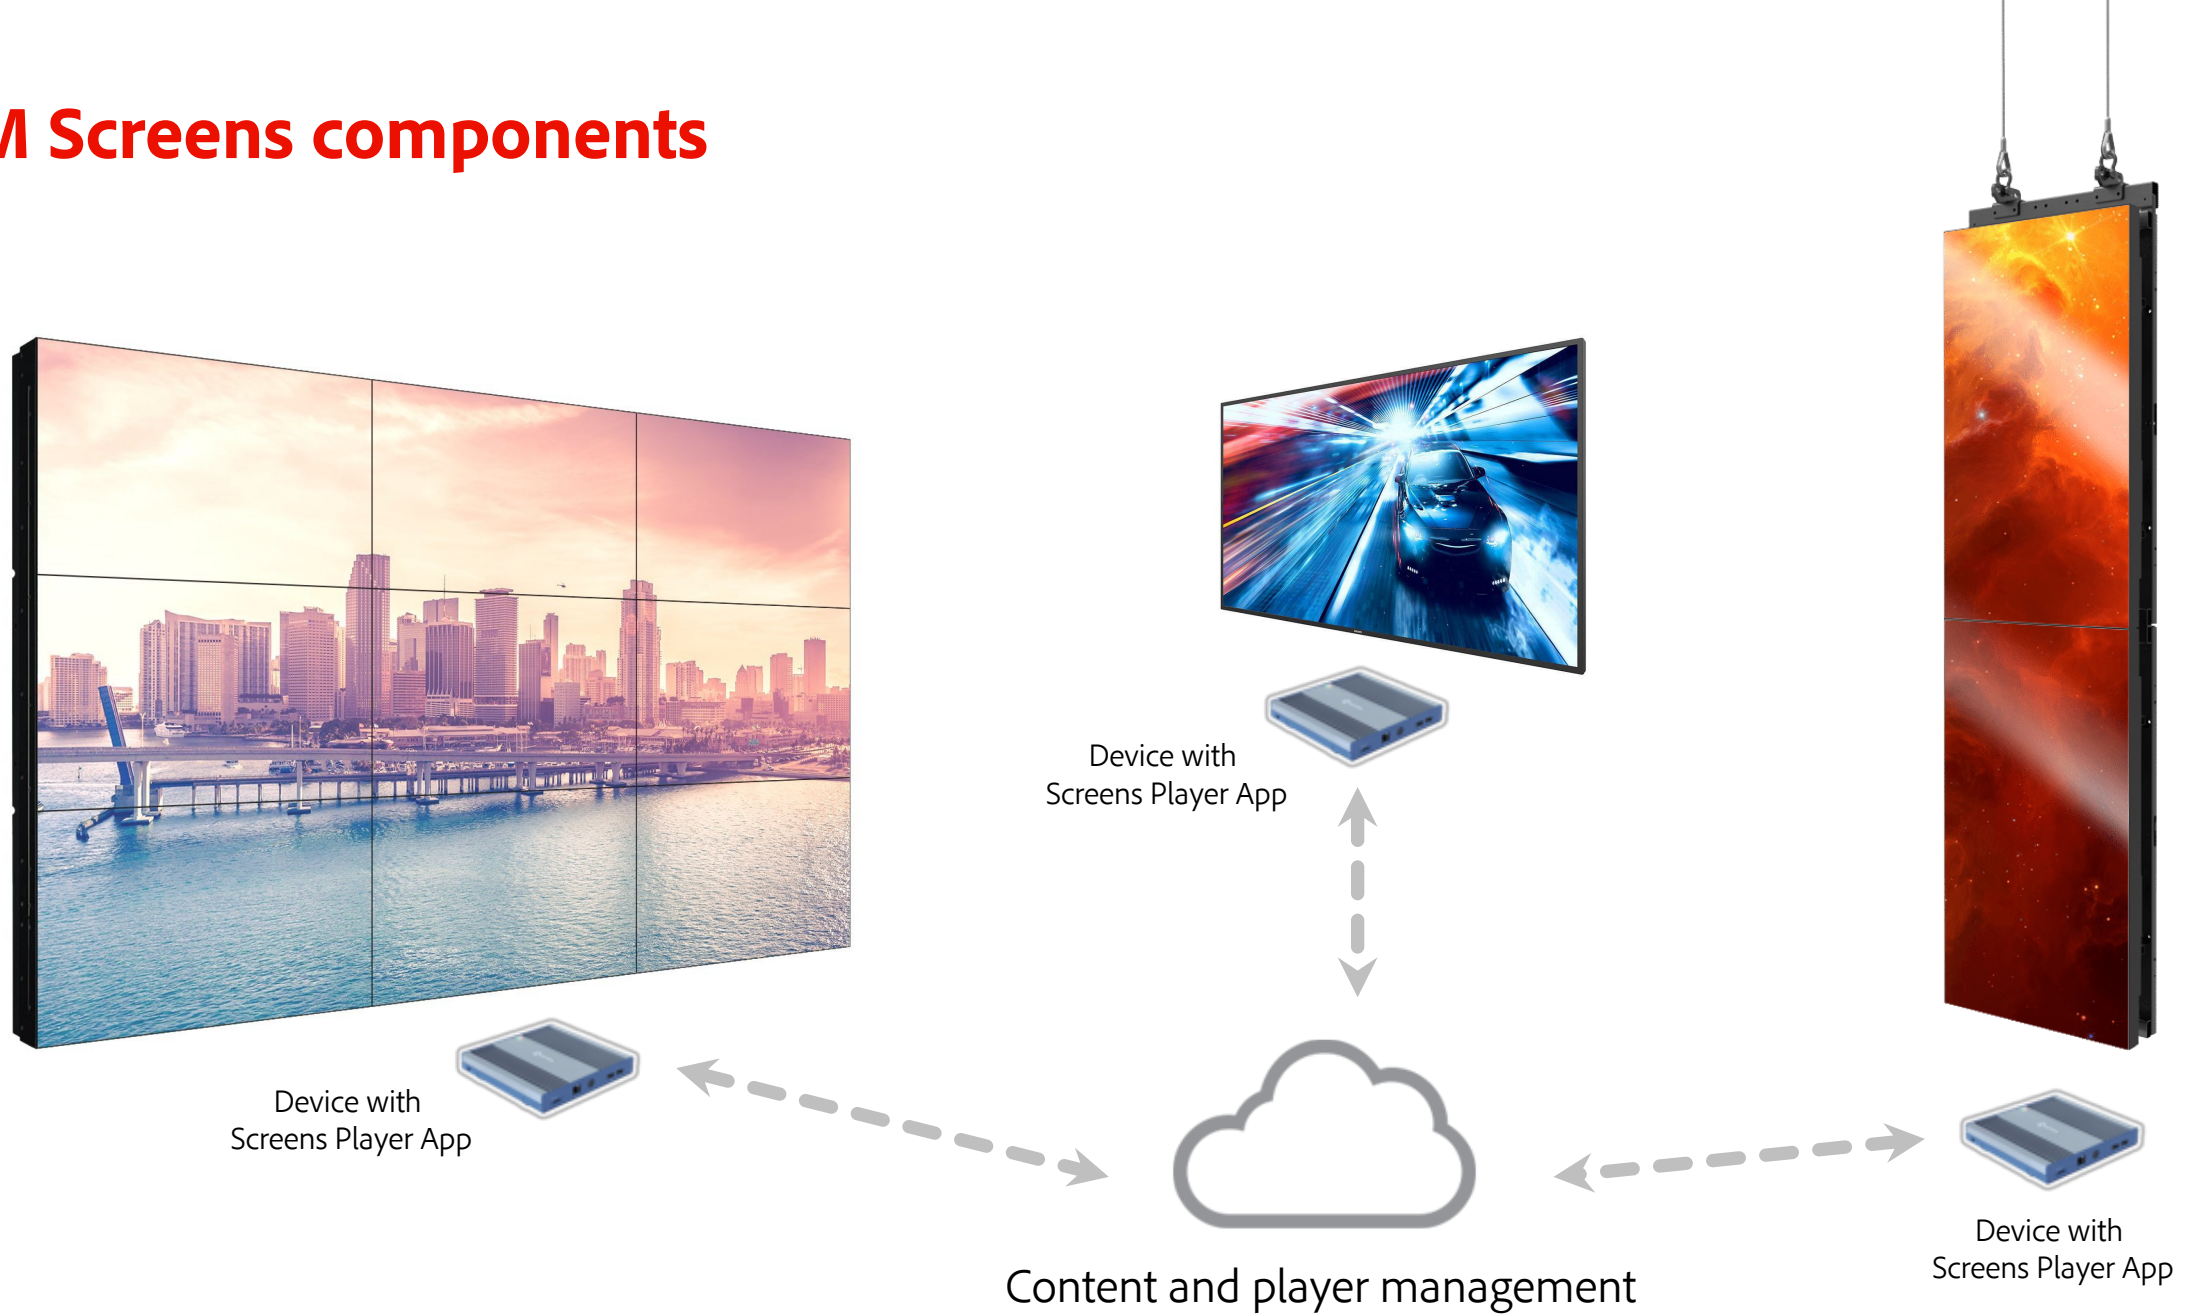 M Screens components
Device with
Screens Player App
Device with
Screens Player App
Device with
Screens Player App
Content and player management